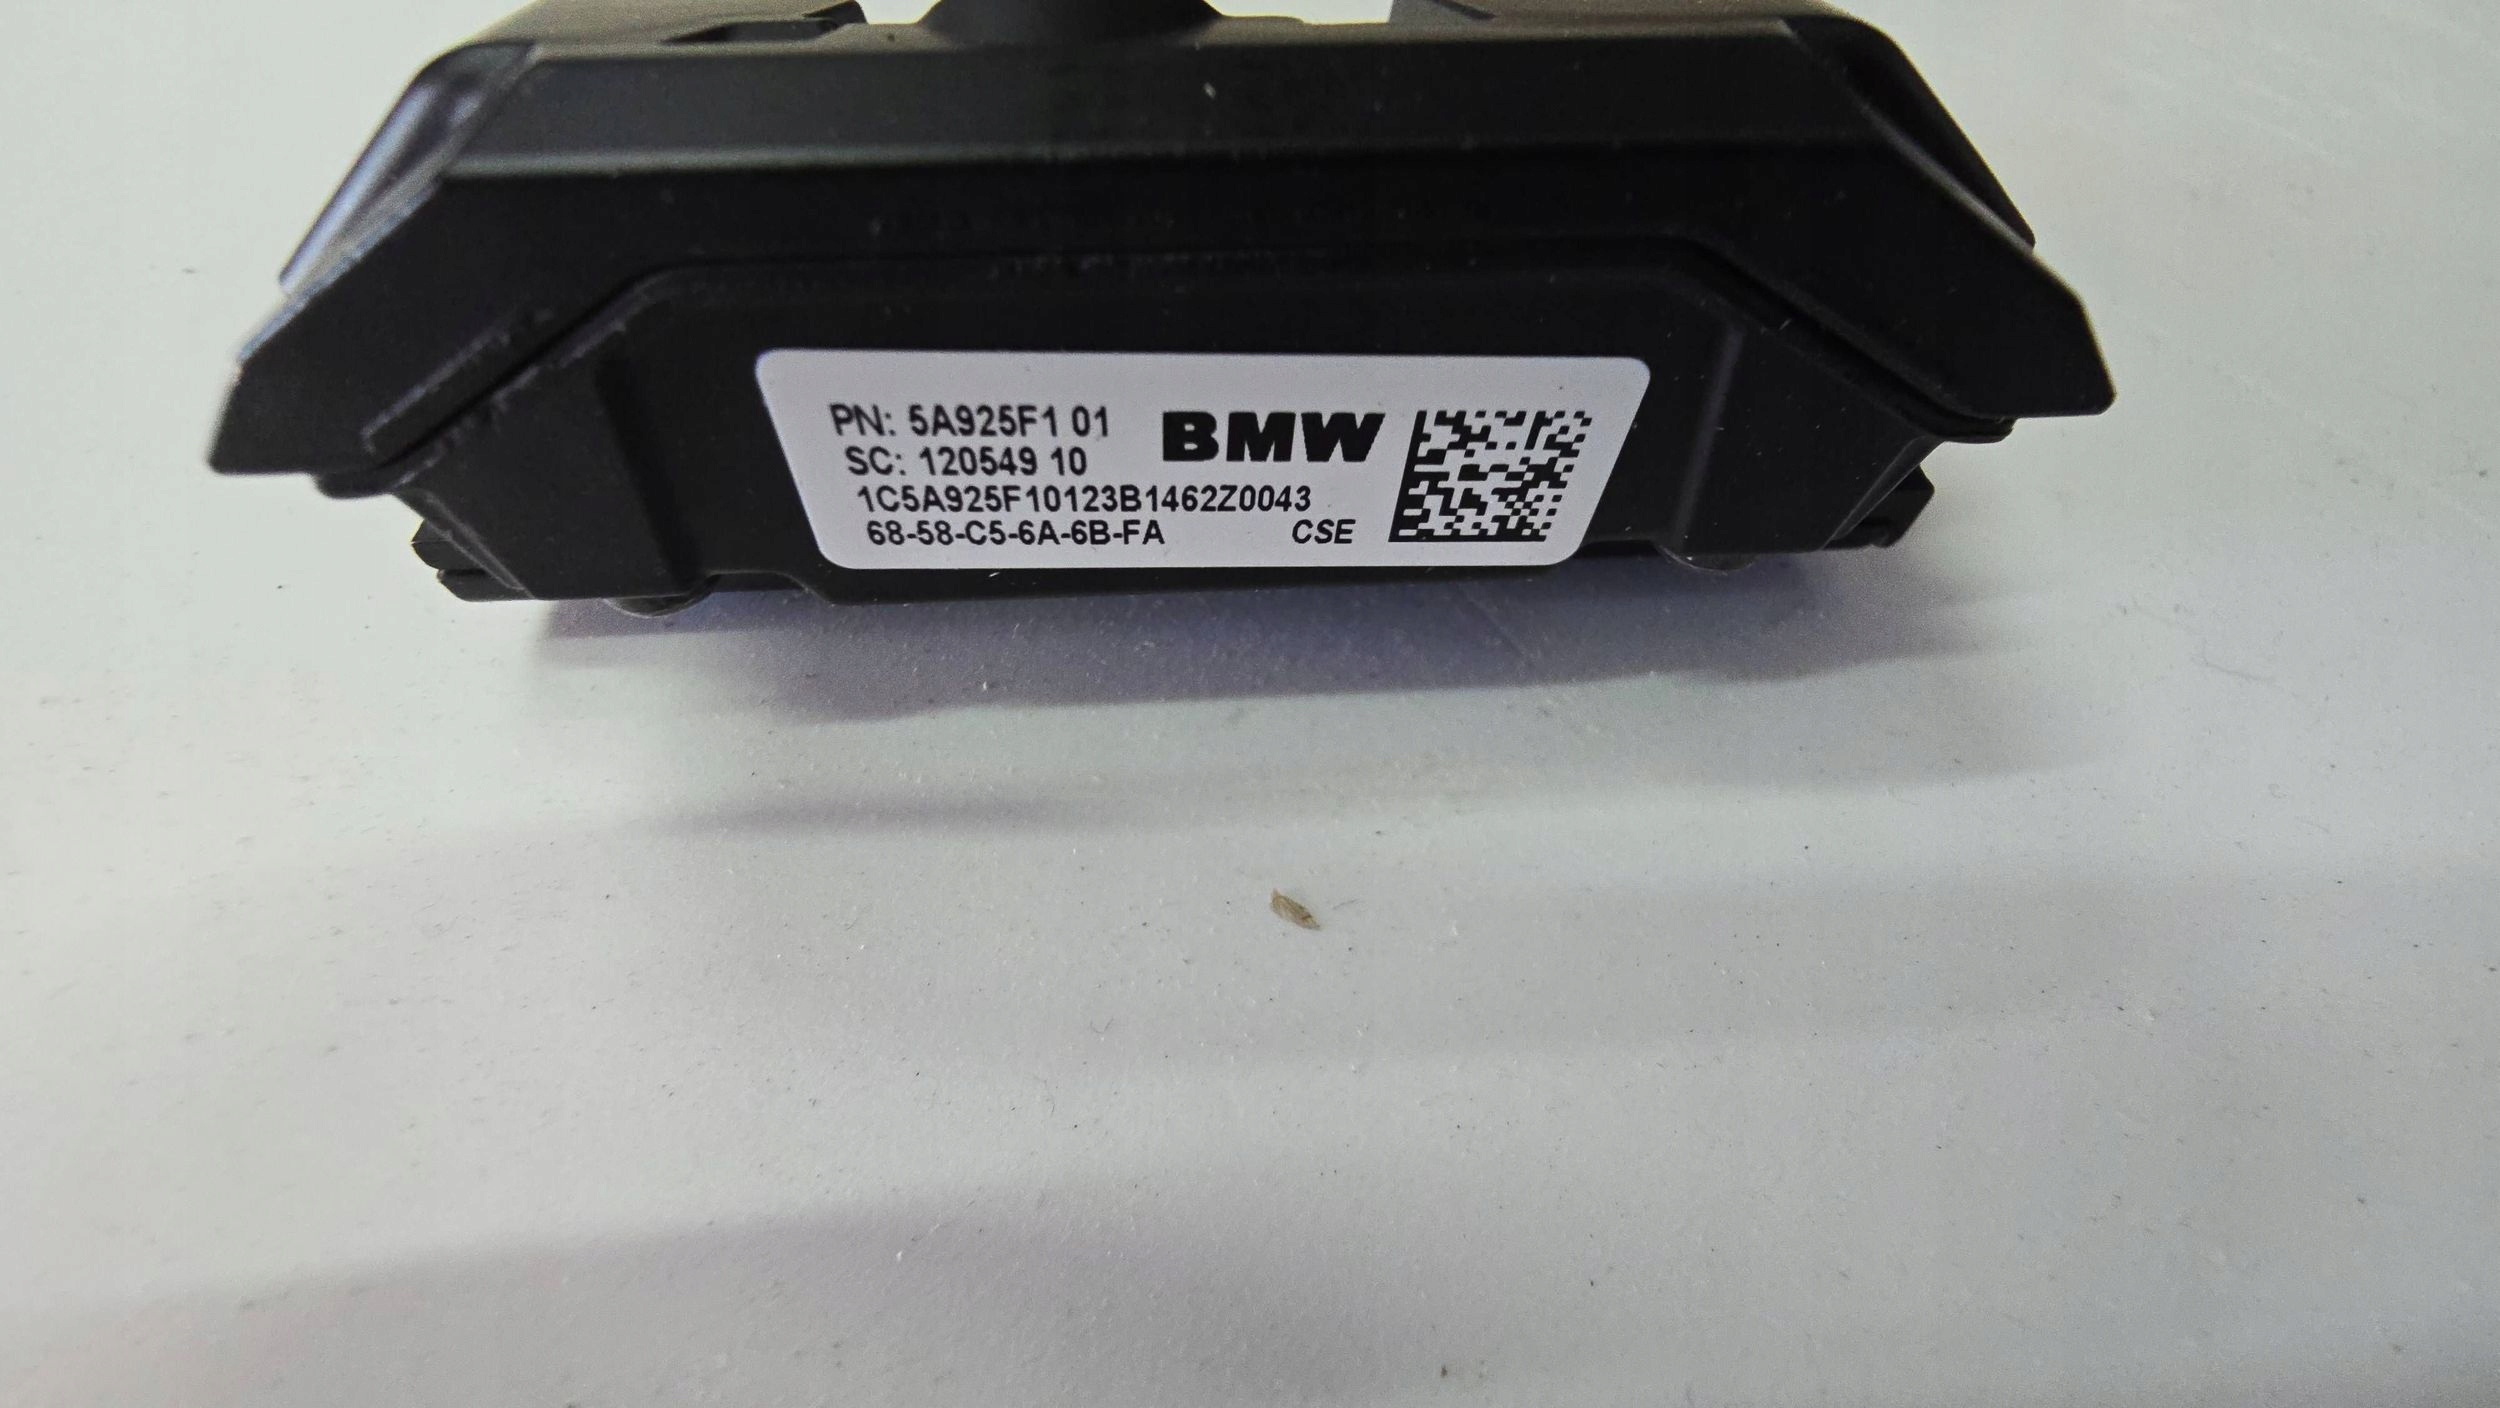 PN: 5A925F1 01
BMW
SC: 120549 10
1C5A925F10123B1462Z0043
68-58-C5-6A-6B-FA CSE